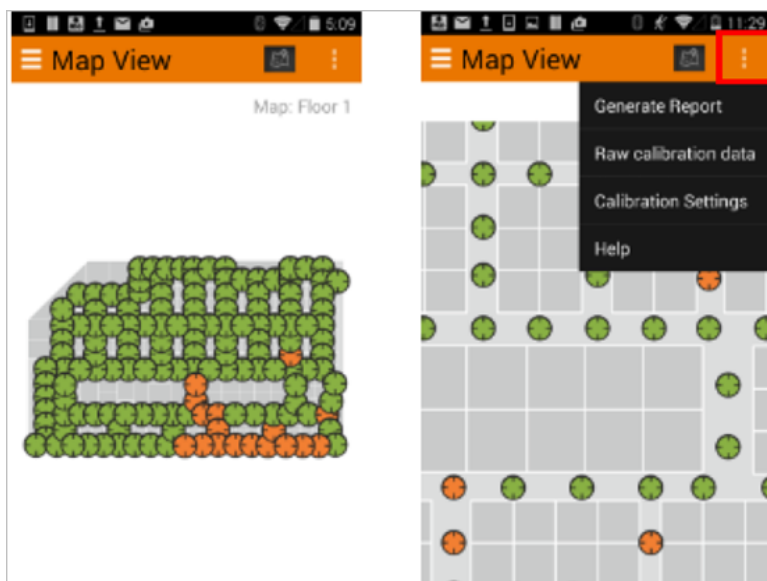 5:09
Map View
Map: Floor 1
11:29
Map View
Generate Report
Raw calibration data
Calibration Settings
Help